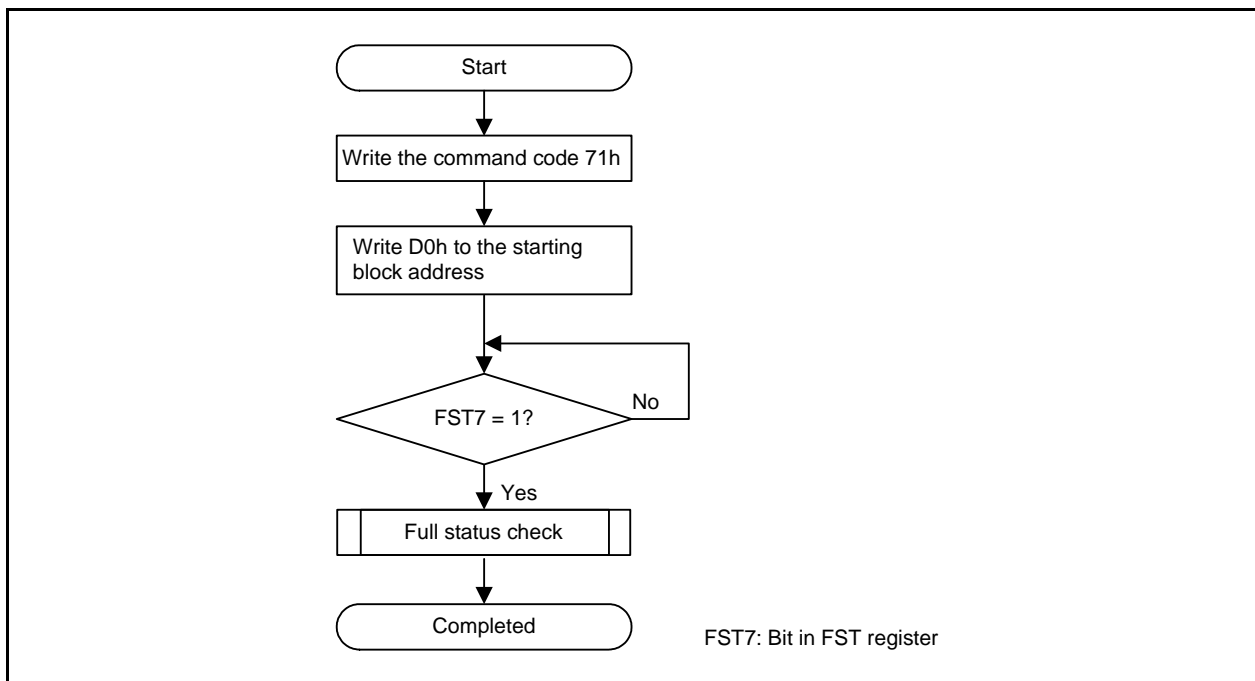 Start
Write the command code 71h
Write D0h to the starting
block address
FST7 = 1?
No
Yes
Full status check
Completed
FST7: Bit in FST register